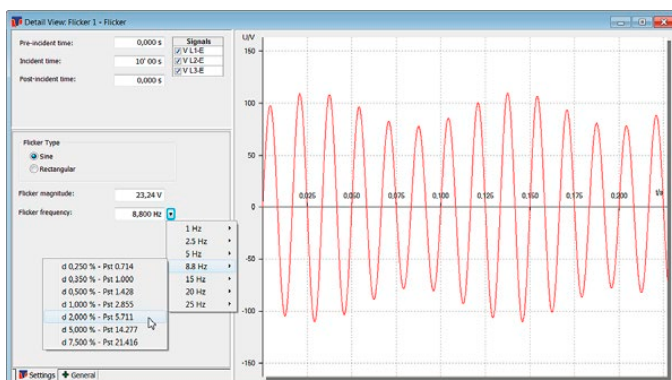 Detail View: Flicker 1 - Flicker
Pre-incident time: 0,000 s
Incident time: 10' 00 s
Post-incident time: 0,000 s
Signals
V L1-E
V L2-E
V L3-E
Flicker Type
Sine
Rectangular
Flicker magnitude: 23,24 V
Flicker frequency: 8,800 Hz
1 Hz
2.5 Hz
5 Hz
8.8 Hz
15 Hz
20 Hz
25 Hz
d 0,250 % - Pst 0.714
d 0,350 % - Pst 1.000
d 0,500 % - Pst 1.428
d 1,000 % - Pst 2.855
d 2,000 % - Pst 5.711
d 5,000 % - Pst 14.277
d 7,500 % - Pst 21.416
Settings General
U/V
150
100
50
0
-50
-100
-150
0,025 0,050 0,075 0,100 0,125 0,150 0,175 0,200 t/s